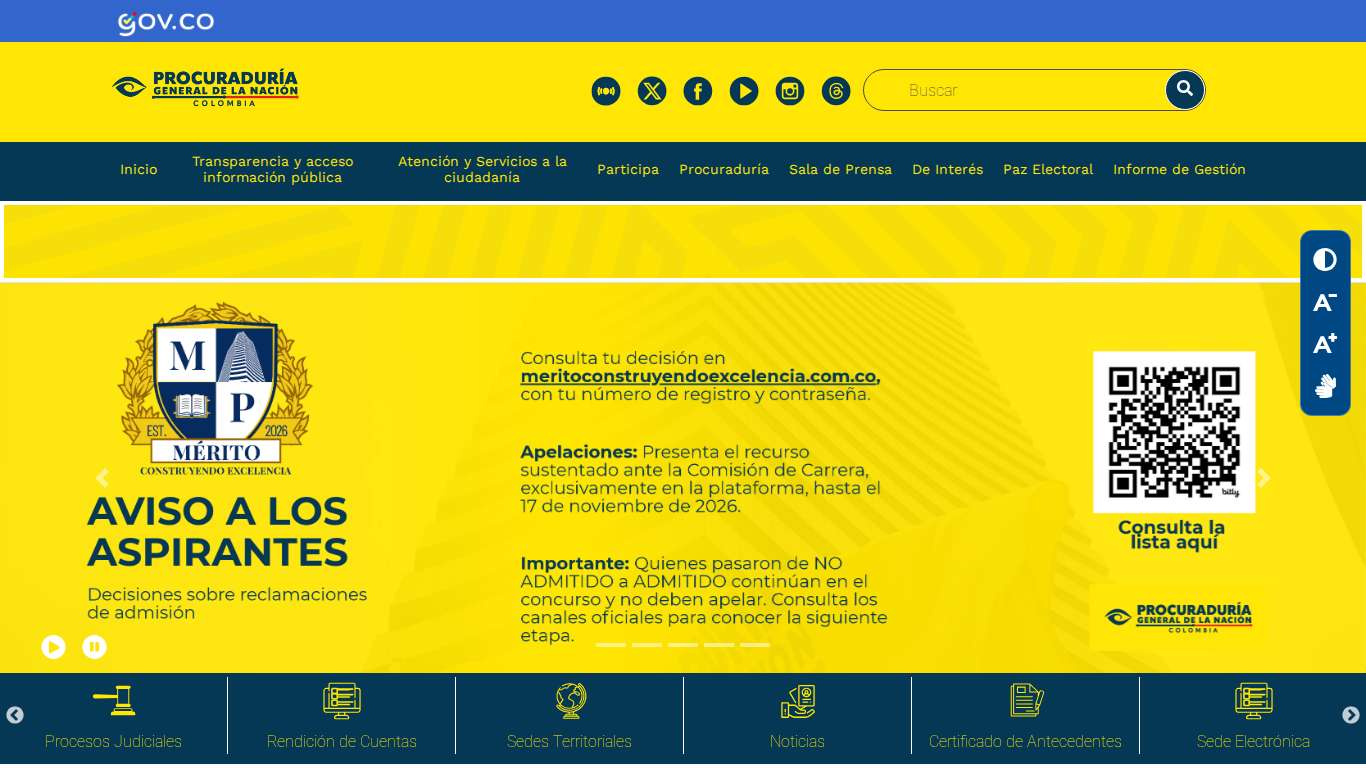 GOV.CO
PROCURADURÍA
GENERAL DE LA NACIÓN
COLOMBIA
Buscar
Inicio
Transparencia y acceso
información pública
Atención y Servicios a la
ciudadanía
Participa
Procuraduría
Sala de Prensa
De Interés
Paz Electoral
Informe de Gestión
A-
A+
M
P
EST. 2026
MÉRITO
CONSTRUYENDO EXCELENCIA
AVISO A LOS
ASPIRANTES
Decisiones sobre reclamaciones
de admisión
Consulta tu decisión en
meritoconstruyendoexcelencia.com.co,
con tu número de registro y contraseña.
Apelaciones: Presenta el recurso
sustentado ante la Comisión de Carrera,
exclusivamente en la plataforma, hasta el
17 de noviembre de 2026.
Importante: Quienes pasaron de NO
ADMITIDO a ADMITIDO continúan en el
concurso y no deben apelar. Consulta los
canales oficiales para conocer la siguiente
etapa.
bitly
Consulta la
lista aquí
PROCURADURÍA
GENERAL DE LA NACIÓN
COLOMBIA
Procesos Judiciales
Rendición de Cuentas
Sedes Territoriales
Noticias
Certificado de Antecedentes
Sede Electrónica